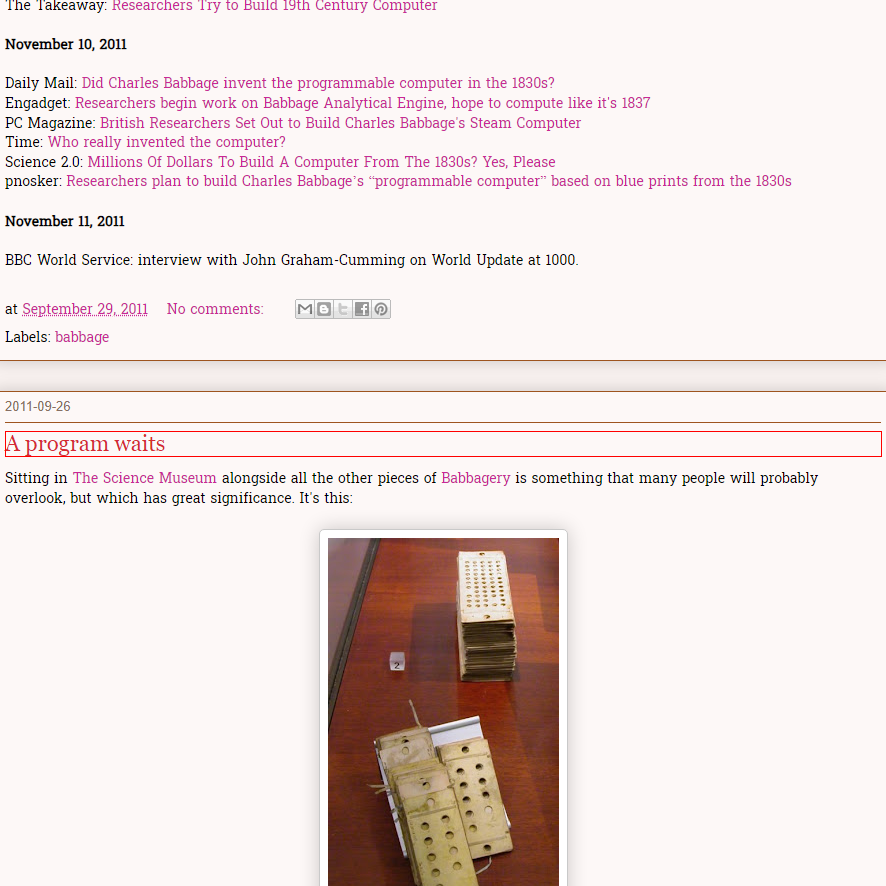 The Takeaway: Researchers Try to Build 19th Century Computer
November 10, 2011
Daily Mail: Did Charles Babbage invent the programmable computer in the 1830s?
Engadget: Researchers begin work on Babbage Analytical Engine, hope to compute like it's 1837
PC Magazine: British Researchers Set Out to Build Charles Babbage's Steam Computer
Time: Who really invented the computer?
Science 2.0: Millions Of Dollars To Build A Computer From The 1830s? Yes, Please
pnosker: Researchers plan to build Charles Babbage’s “programmable computer” based on blue prints from the 1830s
November 11, 2011
BBC World Service: interview with John Graham-Cumming on World Update at 1000.
at September 29, 2011 No comments:
Labels: babbage
2011-09-26
A program waits
Sitting in The Science Museum alongside all the other pieces of Babbagery is something that many people will probably
overlook, but which has great significance. It's this:
2